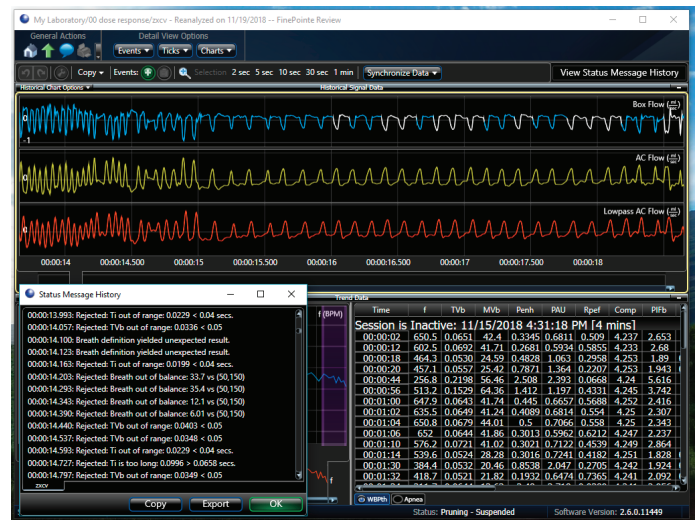 My Laboratory/00 dose response/zxcv - Reanalyzed on 11/19/2018 -- FinePointe Review
General Actions
Detail View Options
Events
Ticks
Charts
Copy
Events:
Selection 2 sec 5 sec 10 sec 30 sec 1 min
Synchronize Data
View Status Message History
Historical Chart Options
Historical Signal Data
Box Flow
0
-1
AC Flow
0
Lowpass AC Flow
0
00:00:14 00:00:14.500 00:00:15 00:00:15.500 00:00:16 00:00:16.500 00:00:17 00:00:17.500 00:00:18
Trend Data
Status Message History
00:00:13.993: Rejected: Ti out of range: 0.0229 < 0.04 secs.
00:00:14.057: Rejected: TVb out of range: 0.0336 < 0.05
00:00:14.100: Breath definition yielded unexpected result.
00:00:14.123: Breath definition yielded unexpected result.
00:00:14.163: Rejected: Ti out of range: 0.0199 < 0.04 secs.
00:00:14.203: Rejected: Breath out of balance: 33.7 vs (50,150)
00:00:14.293: Rejected: Breath out of balance: 35.4 vs (50,150)
00:00:14.343: Rejected: Breath out of balance: 12.1 vs (50,150)
00:00:14.390: Rejected: Breath out of balance: 6.01 vs (50,150)
00:00:14.440: Rejected: TVb out of range: 0.0403 < 0.05
00:00:14.537: Rejected: TVb out of range: 0.0348 < 0.05
00:00:14.593: Rejected: Ti out of range: 0.0229 < 0.04 secs.
00:00:14.727: Rejected: Ti is too long: 0.0996 > 0.0658 secs.
00:00:14.797: Rejected: TVb out of range: 0.0349 < 0.05
zxcv
Copy
Export
OK
f (BPM)
f
Time f TVb MVb Penh PAU Rpef Comp PIFb
Session is Inactive: 11/15/2018 4:31:18 PM [4 mins]
00:00:02 650.5 0.0651 42.4 0.3345 0.6811 0.509 4.237 2.653
00:00:12 602.5 0.0692 41.71 0.2681 0.5934 0.5855 4.233 2.68
00:00:18 464.3 0.0530 24.59 0.4828 1.063 0.2958 4.253 1.89
00:00:20 457.1 0.0557 25.42 0.7871 1.364 0.2207 4.253 1.943
00:00:44 256.8 0.2198 56.46 2.508 2.393 0.0668 4.24 5.616
00:00:56 513.2 0.1529 64.36 1.412 1.197 0.4331 4.245 3.742
00:01:00 647.9 0.0643 41.74 0.445 0.6657 0.5688 4.252 2.416
00:01:02 635.5 0.0649 41.24 0.4089 0.6814 0.554 4.25 2.307
00:01:04 650.8 0.0679 44.01 0.5 0.7066 0.558 4.25 2.343
00:01:06 652 0.0644 41.86 0.3013 0.5962 0.6212 4.247 2.237
00:01:10 576.2 0.0721 41.02 0.3021 0.7122 0.4539 4.249 2.864
00:01:14 539.6 0.0524 28.28 0.3016 0.7241 0.4182 4.251 1.828
00:01:30 384.4 0.0532 20.46 0.8538 2.047 0.2705 4.242 1.924
00:01:32 418.7 0.0521 21.82 0.1932 0.6474 0.7365 4.241 2.092
WBPth
Apnea
Status: Pruning - Suspended
Software Version: 2.6.0.11449